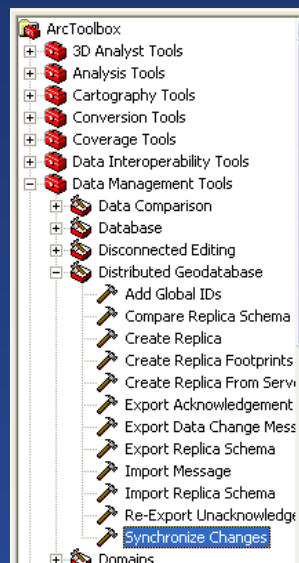 ArcToolbox
3D Analyst Tools
Analysis Tools
Cartography Tools
Conversion Tools
Coverage Tools
Data Interoperability Tools
Data Management Tools
Data Comparison
Database
Disconnected Editing
Distributed Geodatabase
Add Global IDs
Compare Replica Schema
Create Replica
Create Replica Footprints
Create Replica From Serv
Export Acknowledgement
Export Data Change Mess
Export Replica Schema
Import Message
Import Replica Schema
Re-Export Unacknowledge
Synchronize Changes
Domains